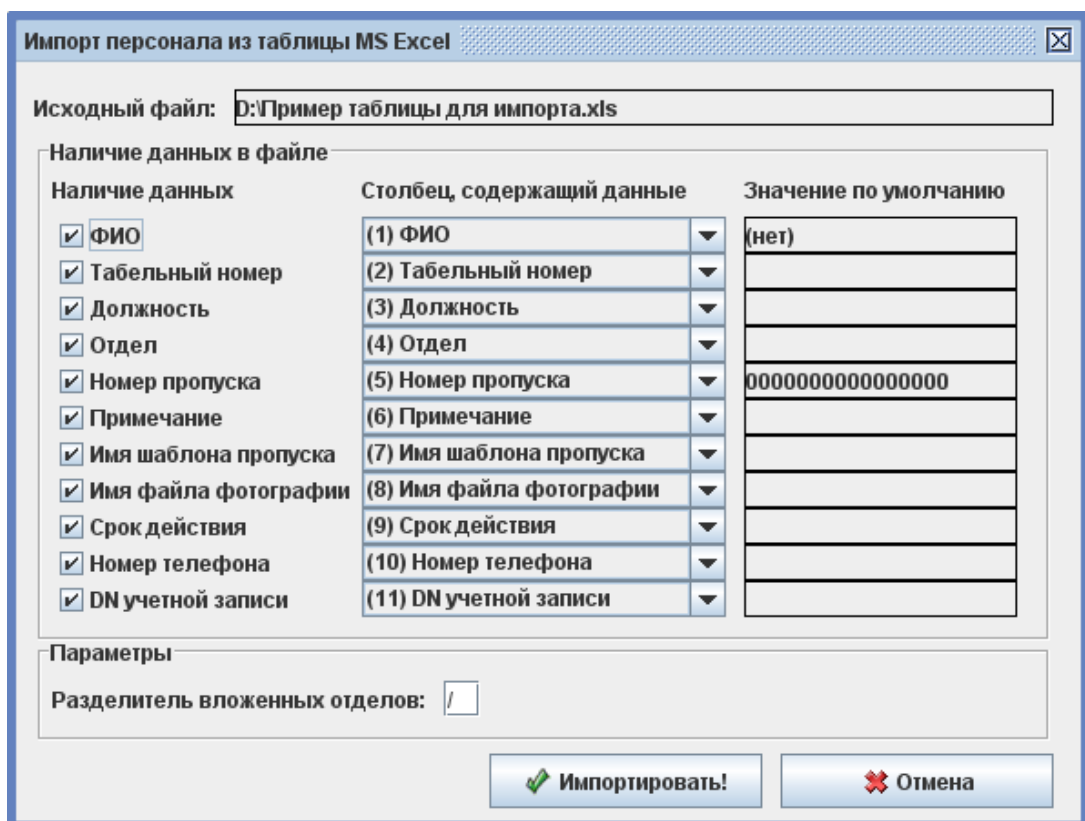 Импорт персонала из таблицы MS Excel
Исходный файл: D:\Пример таблицы для импорта.xls
Наличие данных в файле
Наличие данных Столбец, содержащий данные Значение по умолчанию
ФИО (1) ФИО (нет)
Табельный номер (2) Табельный номер
Должность (3) Должность
Отдел (4) Отдел
Номер пропуска (5) Номер пропуска 0000000000000000
Примечание (6) Примечание
Имя шаблона пропуска (7) Имя шаблона пропуска
Имя файла фотографии (8) Имя файла фотографии
Срок действия (9) Срок действия
Номер телефона (10) Номер телефона
DN учетной записи (11) DN учетной записи
Параметры
Разделитель вложенных отделов: /
Импортировать! Отмена